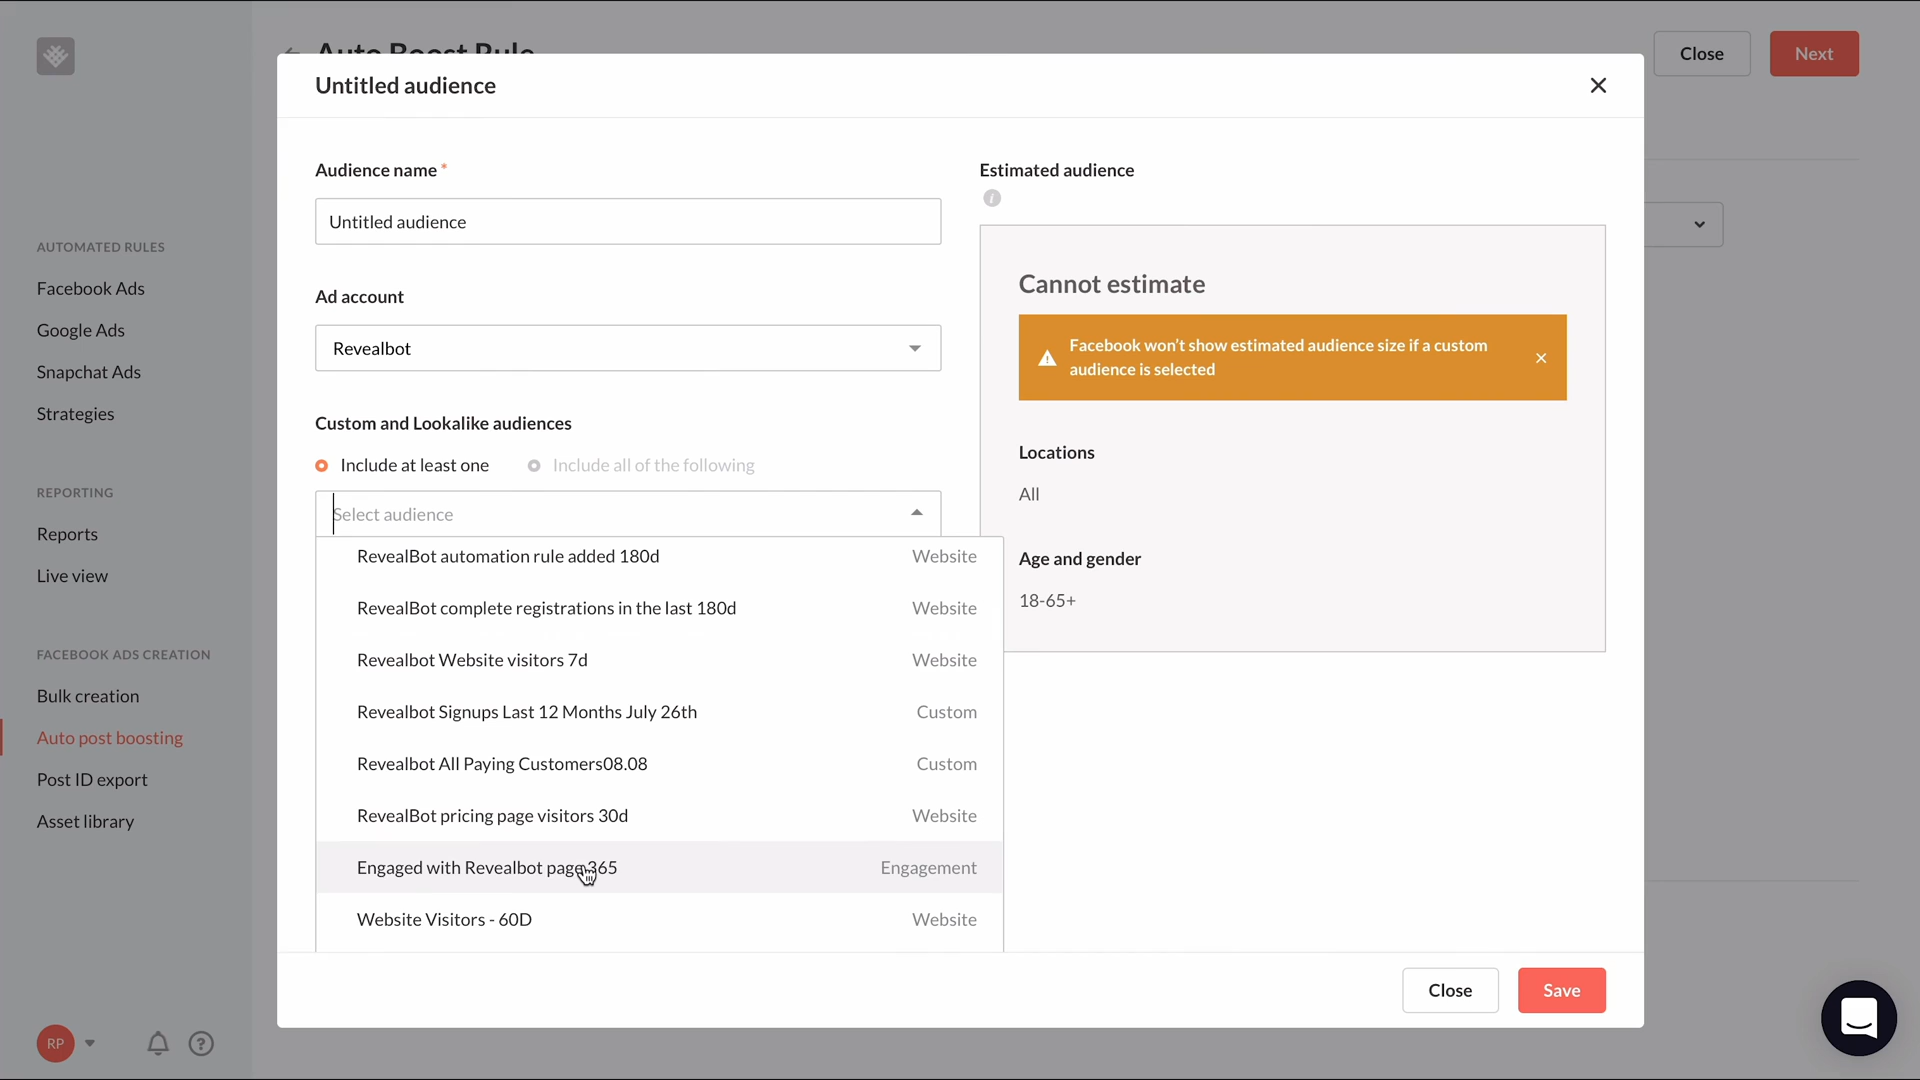 Auto Boost Rule
Close
Next
AUTOMATED RULES
Facebook Ads
Google Ads
Snapchat Ads
Strategies
REPORTING
Reports
Live view
FACEBOOK ADS CREATION
Bulk creation
Auto post boosting
Post ID export
Asset library
RP
Untitled audience
Audience name *
Untitled audience
Ad account
Revealbot
Custom and Lookalike audiences
Include at least one
Include all of the following
Select audience
RevealBot automation rule added 180d Website
RevealBot complete registrations in the last 180d Website
Revealbot Website visitors 7d Website
Revealbot Signups Last 12 Months July 26th Custom
Revealbot All Paying Customers08.08 Custom
RevealBot pricing page visitors 30d Website
Engaged with Revealbot page 365 Engagement
Website Visitors - 60D Website
Estimated audience
Cannot estimate
Facebook won't show estimated audience size if a custom
audience is selected
Locations
All
Age and gender
18-65+
Close
Save